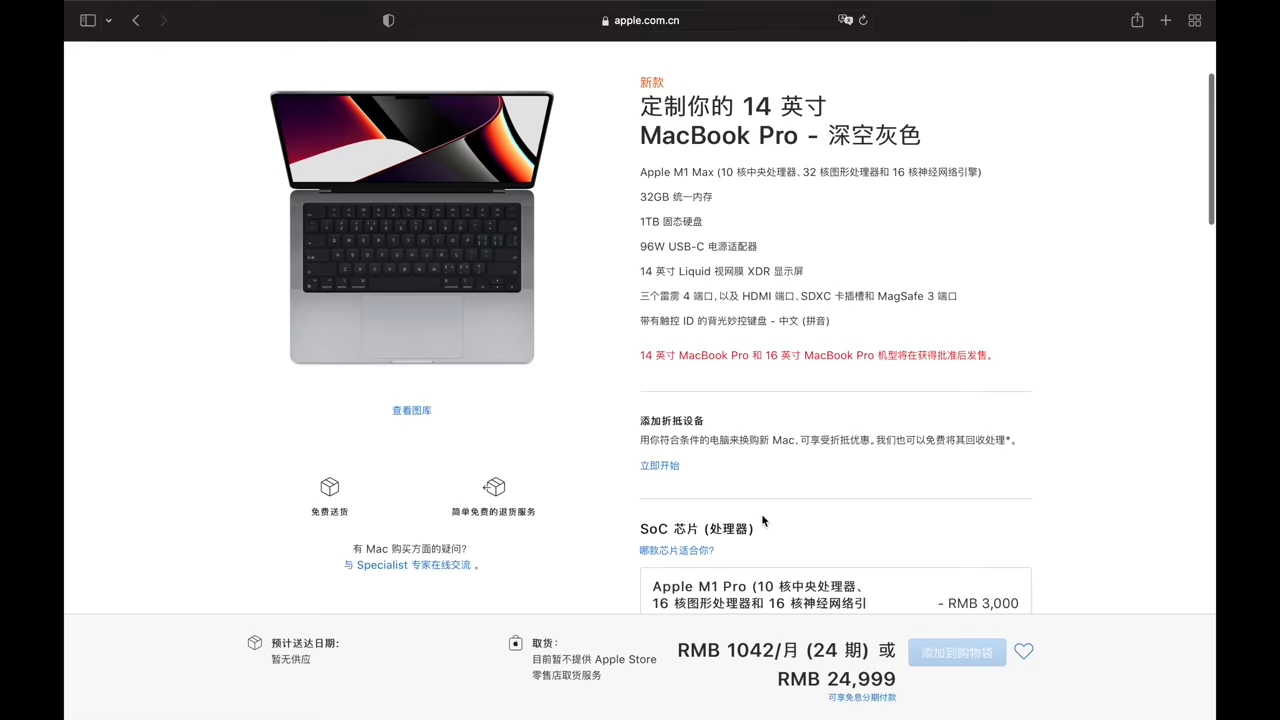 apple.com.cn
新款
定制你的 14 英寸
MacBook Pro - 深空灰色
Apple M1 Max (10 核中央处理器、32 核图形处理器和 16 核神经网络引擎)
32GB 统一内存
1TB 固态硬盘
96W USB-C 电源适配器
14 英寸 Liquid 视网膜 XDR 显示屏
三个雷雳 4 端口, 以及 HDMI 端口、SDXC 卡插槽和 MagSafe 3 端口
带有触控 ID 的背光妙控键盘 - 中文 (拼音)
14 英寸 MacBook Pro 和 16 英寸 MacBook Pro 机型将在获得批准后发售。
查看图库
添加折抵设备
用你符合条件的电脑来换购新 Mac, 可享受折抵优惠。我们也可以免费将其回收处理*。
立即开始
免费送货
简单免费的退货服务
有 Mac 购买方面的疑问?
与 Specialist 专家在线交流 。
SoC 芯片 (处理器)
哪款芯片适合你?
Apple M1 Pro (10 核中央处理器、
16 核图形处理器和 16 核神经网络引
- RMB 3,000
预计送达日期:
暂无供应
取货:
目前暂不提供 Apple Store
零售店取货服务
RMB 1042/月 (24 期) 或
RMB 24,999
可享免息分期付款
添加到购物袋